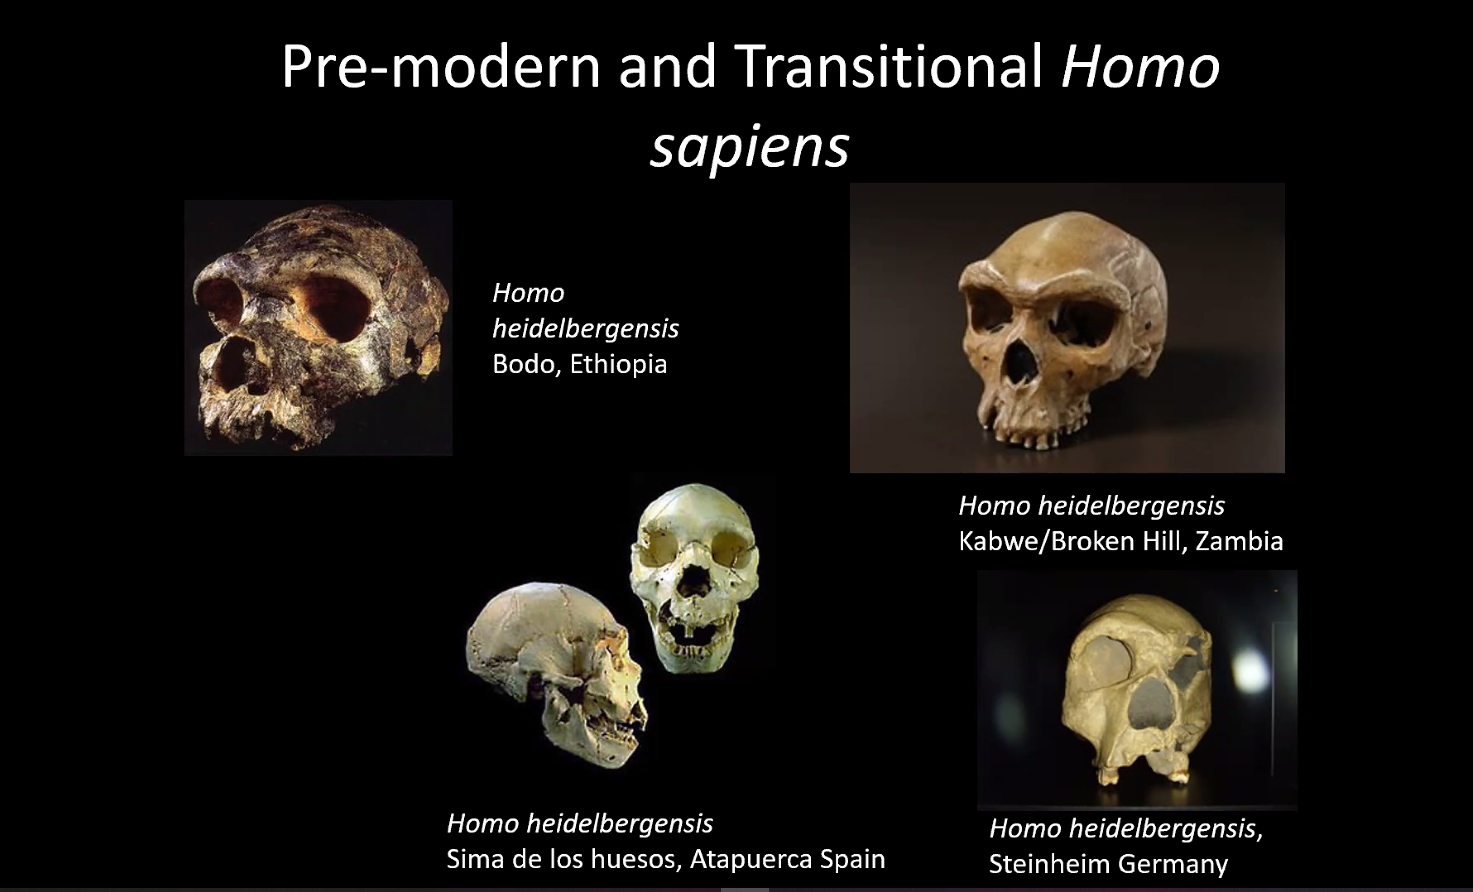 Pre-modern and Transitional Homo
sapiens
Homo
heidelbergensis
Bodo, Ethiopia
Homo heidelbergensis
Kabwe/Broken Hill, Zambia
Homo heidelbergensis
Sima de los huesos, Atapuerca Spain
Homo heidelbergensis,
Steinheim Germany